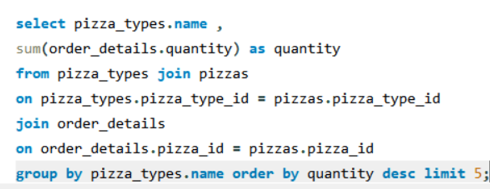 select pizza_types.name ,
sum(order_details.quantity) as quantity
from pizza_types join pizzas
on pizza_types.pizza_type_id = pizzas.pizza_type_id
join order_details
on order_details.pizza_id = pizzas.pizza_id
group by pizza_types.name order by quantity desc limit 5;